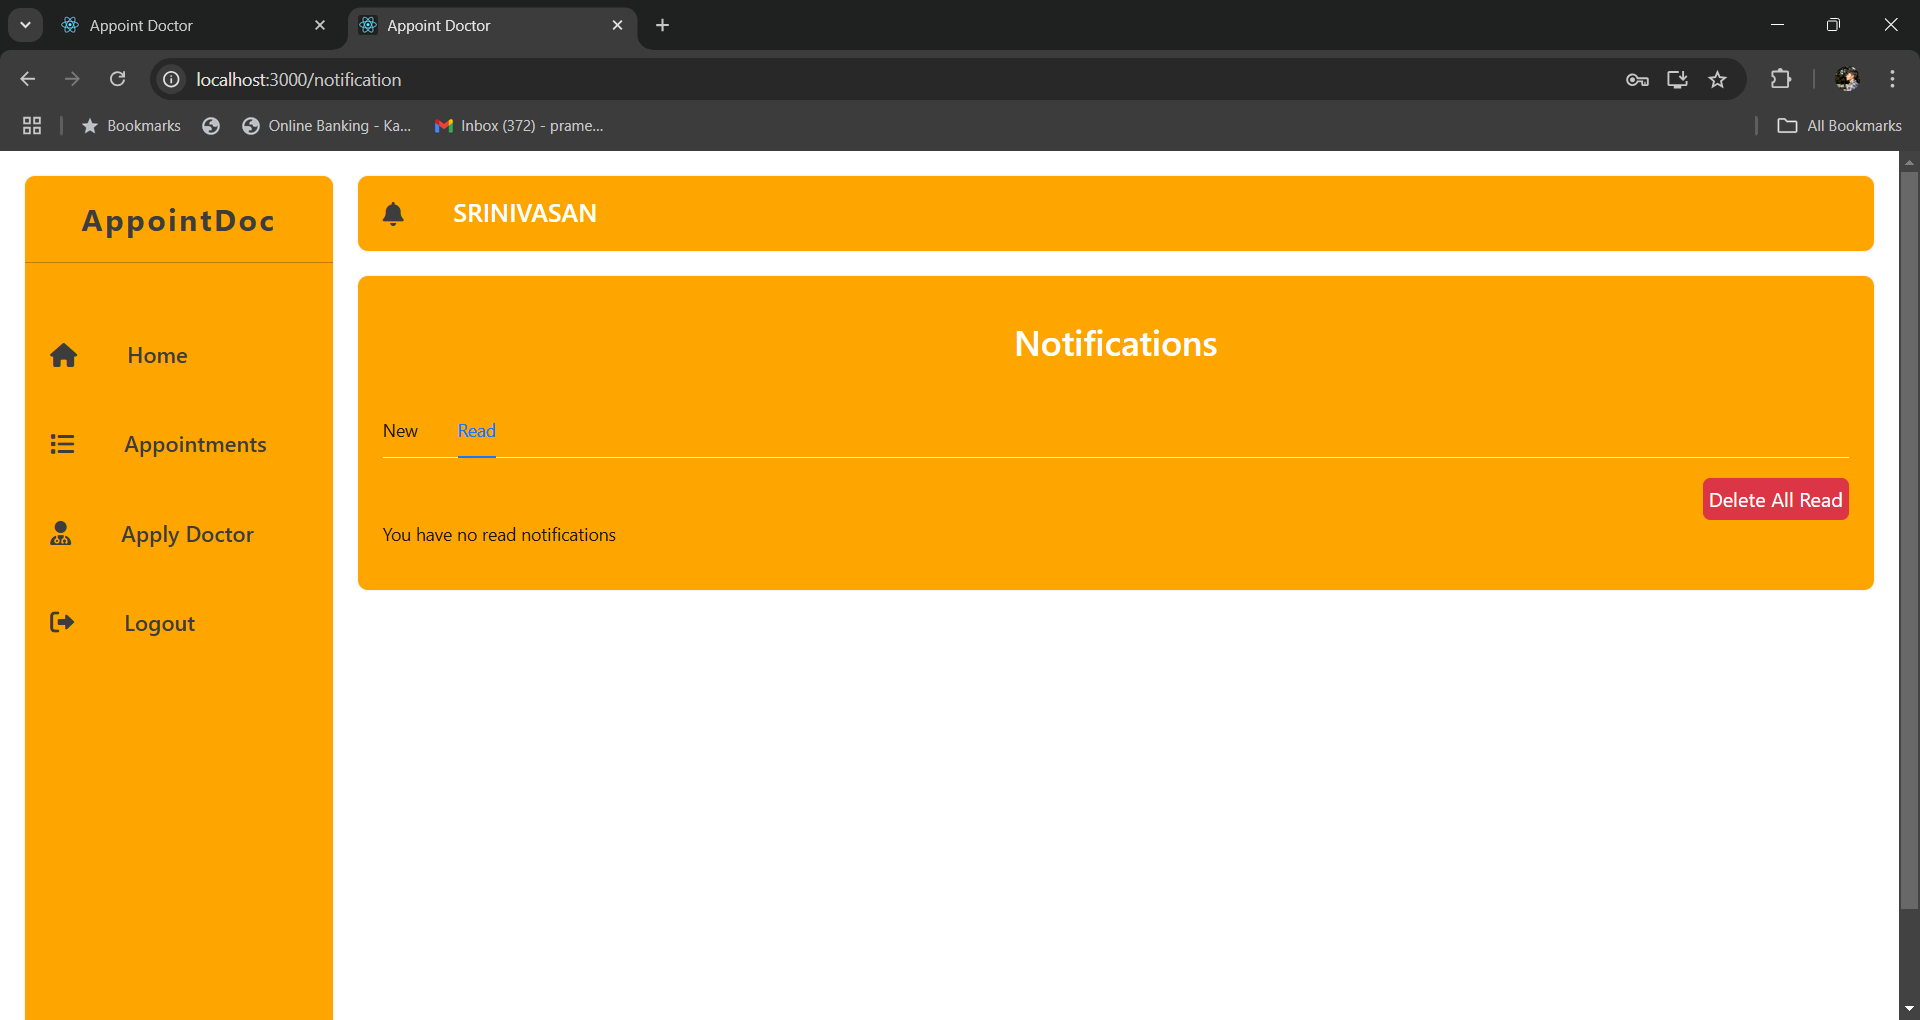 Appoint Doctor
Appoint Doctor
localhost:3000/notification
Bookmarks
Online Banking - Ka...
Inbox (372) - prame...
All Bookmarks
AppointDoc
SRINIVASAN
Home
Appointments
Apply Doctor
Logout
Notifications
New Read
Delete All Read
You have no read notifications